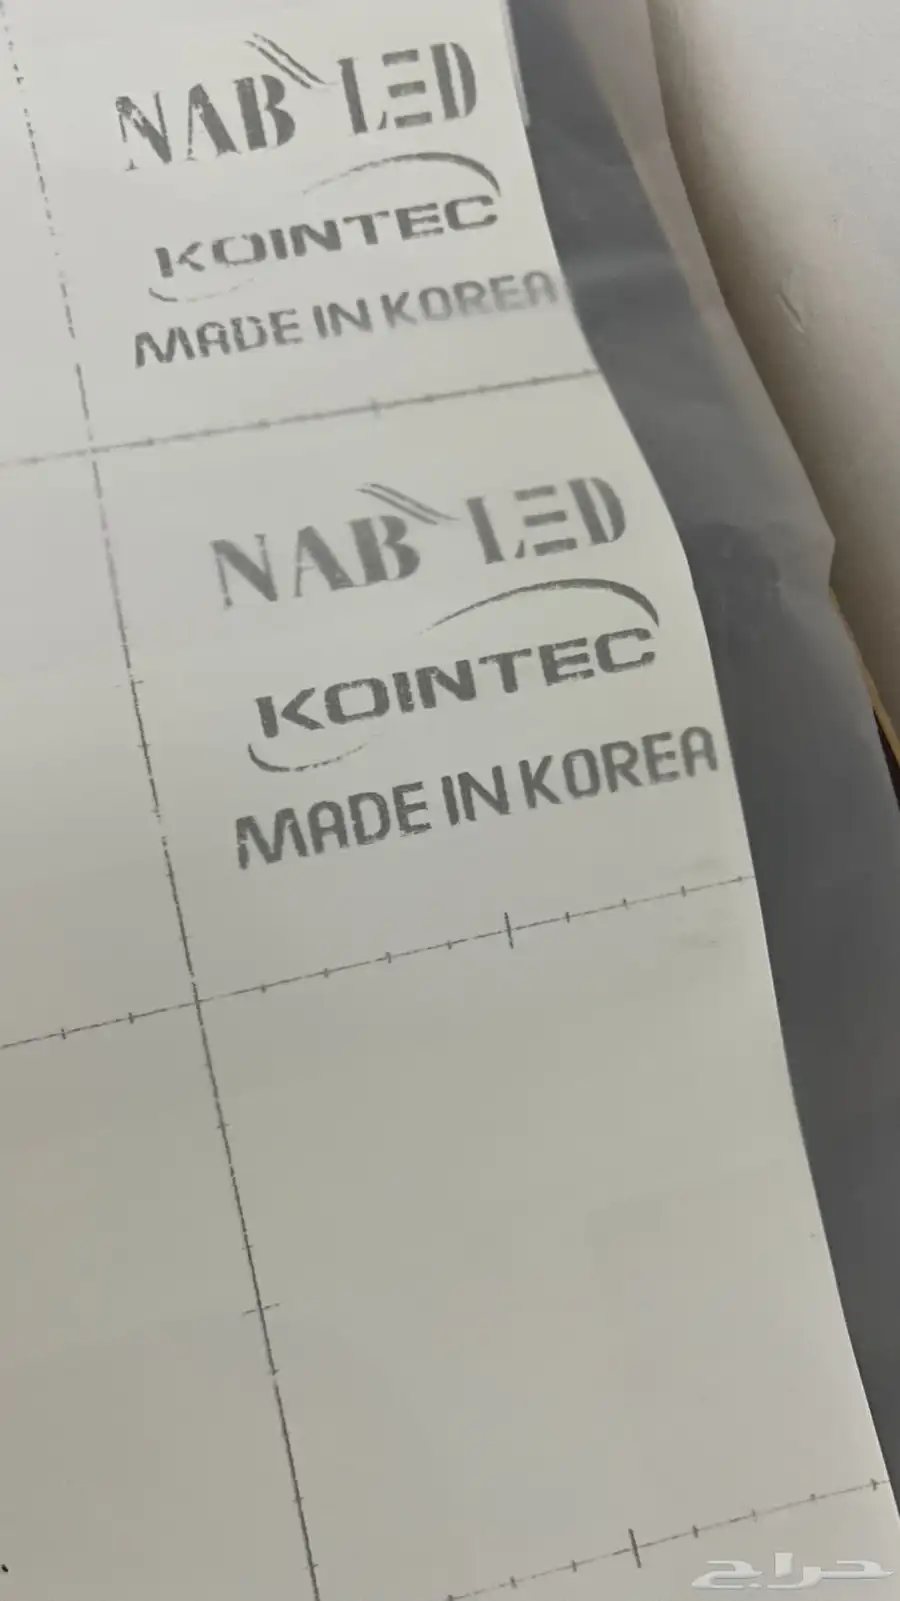 NAB LED
KOINTEC
MADE IN KOREA
NAB LED
KOINTEC
MADE IN KOREA
حراج